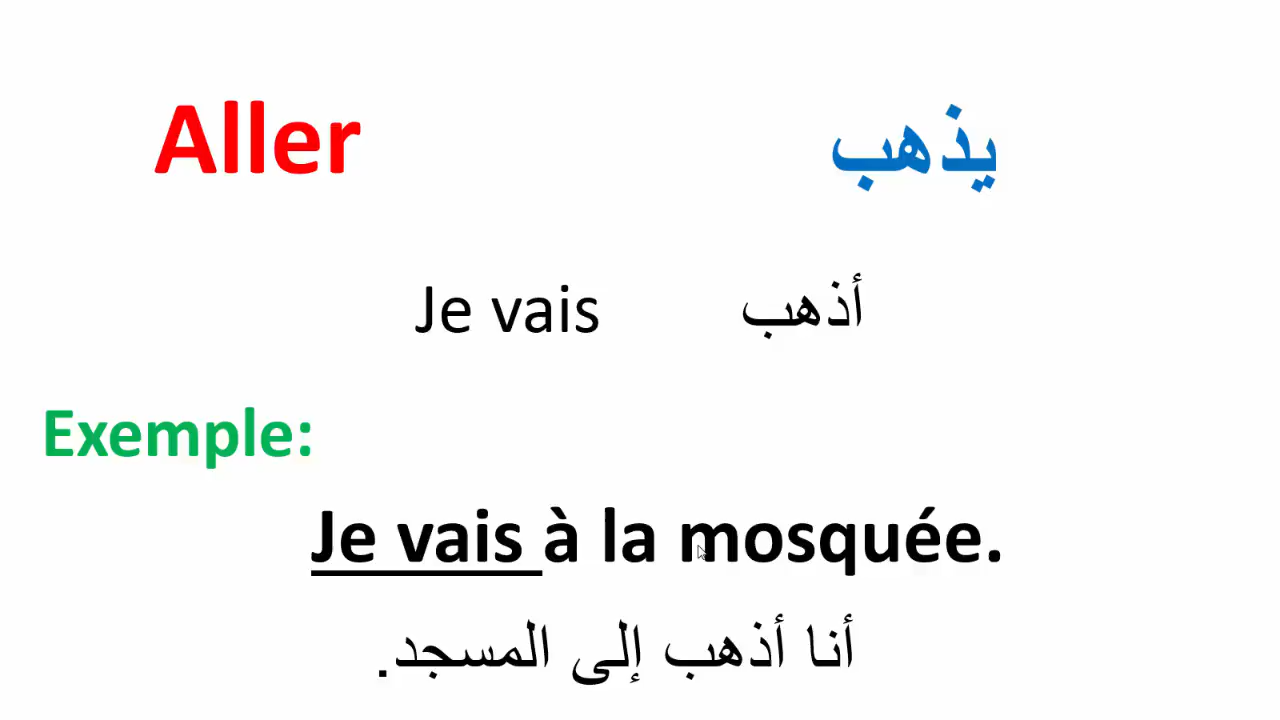 Aller يذهب
Je vais أذهب
Exemple:
Je vais à la mosquée.
أنا أذهب إلى المسجد.